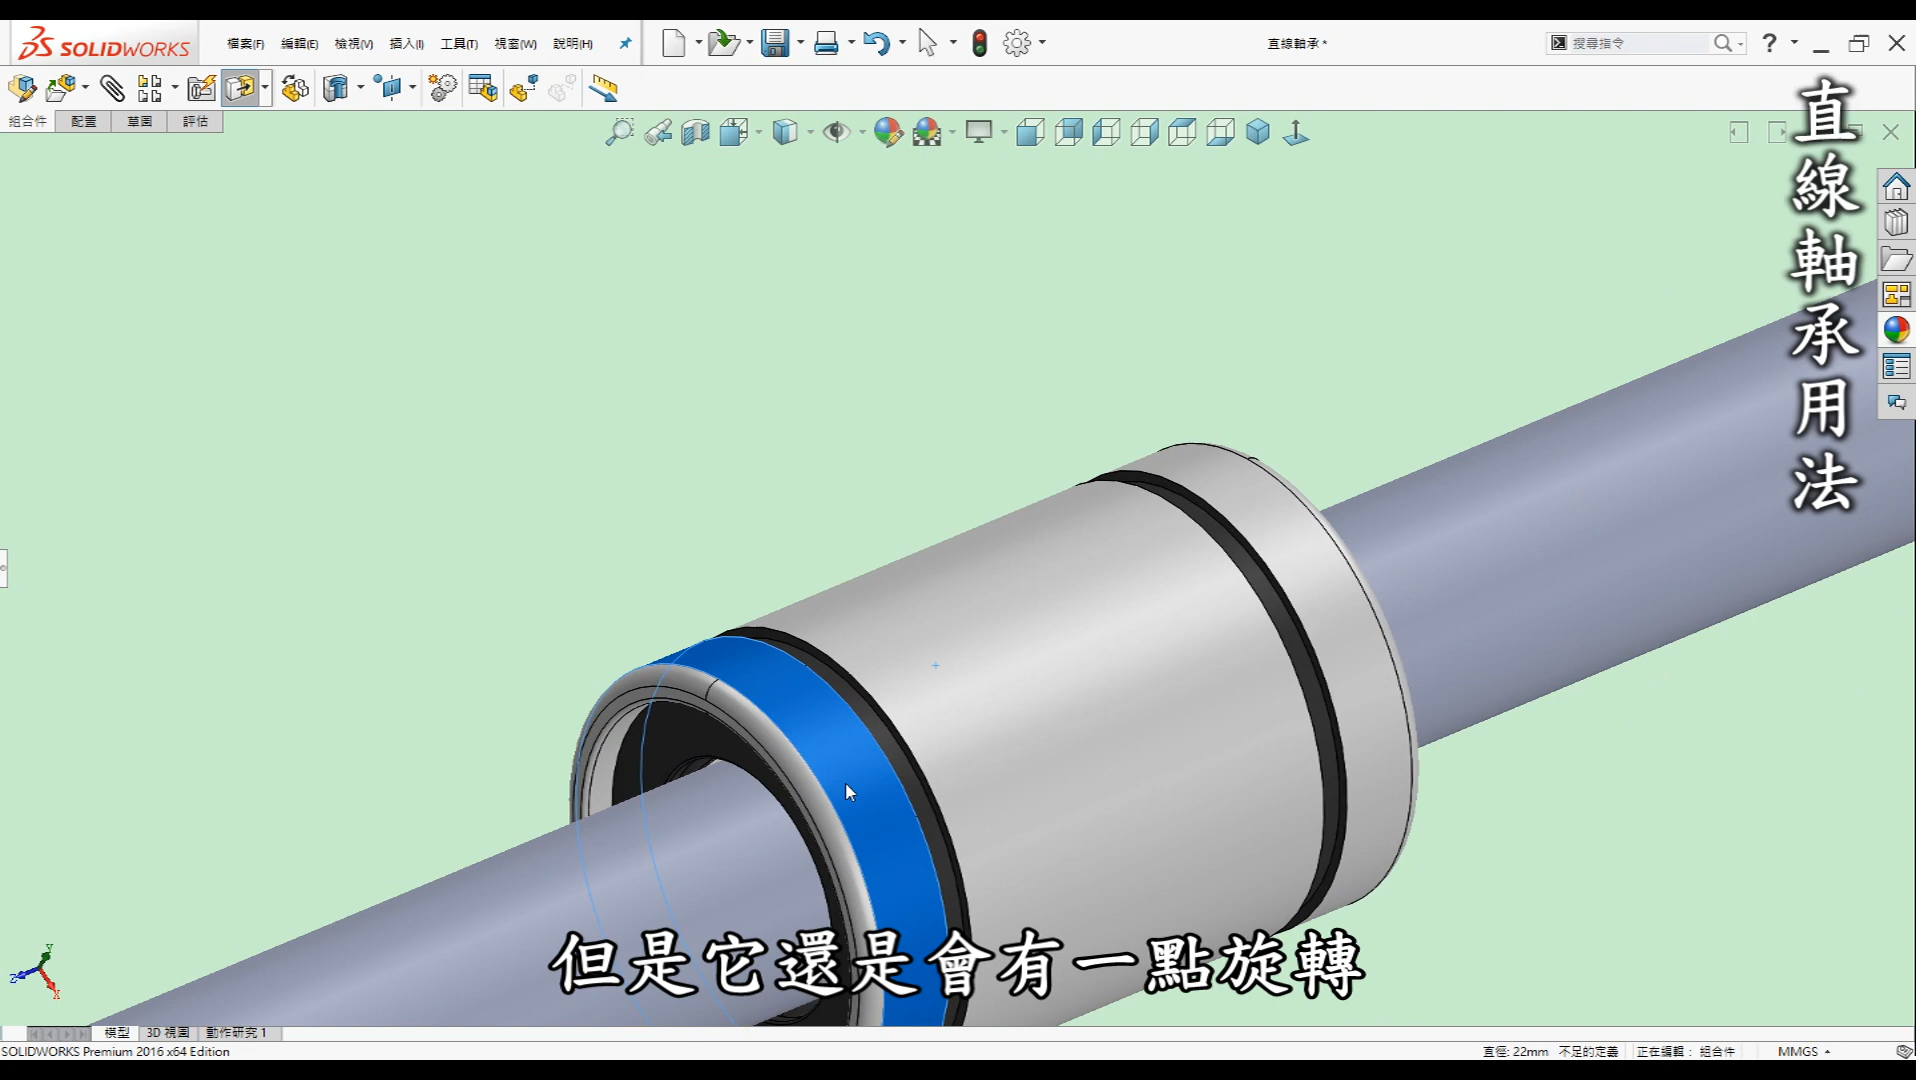 SOLIDWORKS
檔案(F) 編輯(E) 檢視(V) 插入(I) 工具(T) 視窗(W) 說明(H)
直線軸承 *
搜尋指令
組合件 配置 草圖 評估
直線軸承用法
但是它還是會有一點旋轉
Y
Z
X
模型 3D 視圖 動作研究 1
SOLIDWORKS Premium 2016 x64 Edition
直徑: 22mm 不足的定義 正在編輯： 組合件 MMGS